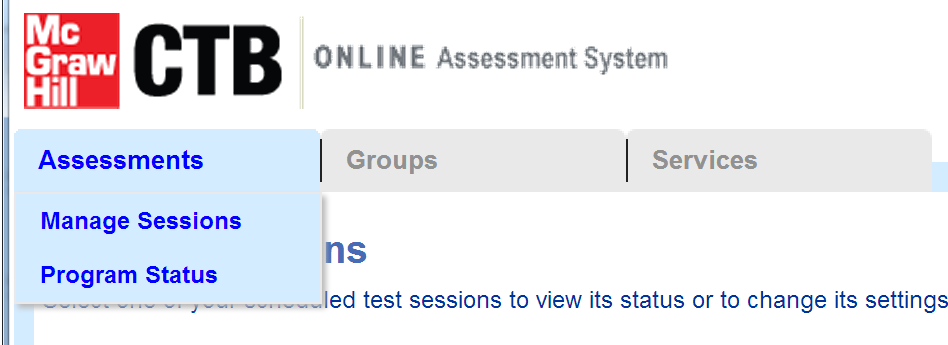 Mc
Graw
Hill
CTB
ONLINE Assessment System
Assessments
Groups
Services
Manage Sessions
Program Status
ns
Select one of your scheduled test sessions to view its status or to change its settings